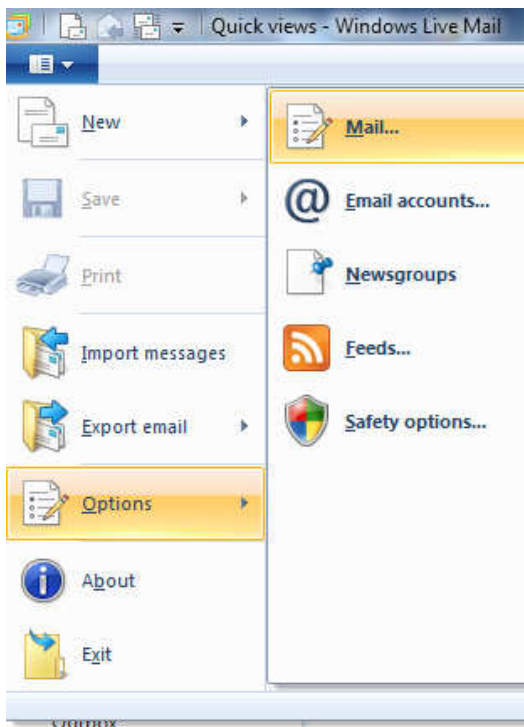 Quick views - Windows Live Mail
New
Save
Print
Import messages
Export email
Options
About
Exit
Mail...
Email accounts...
Newsgroups
Feeds...
Safety options...